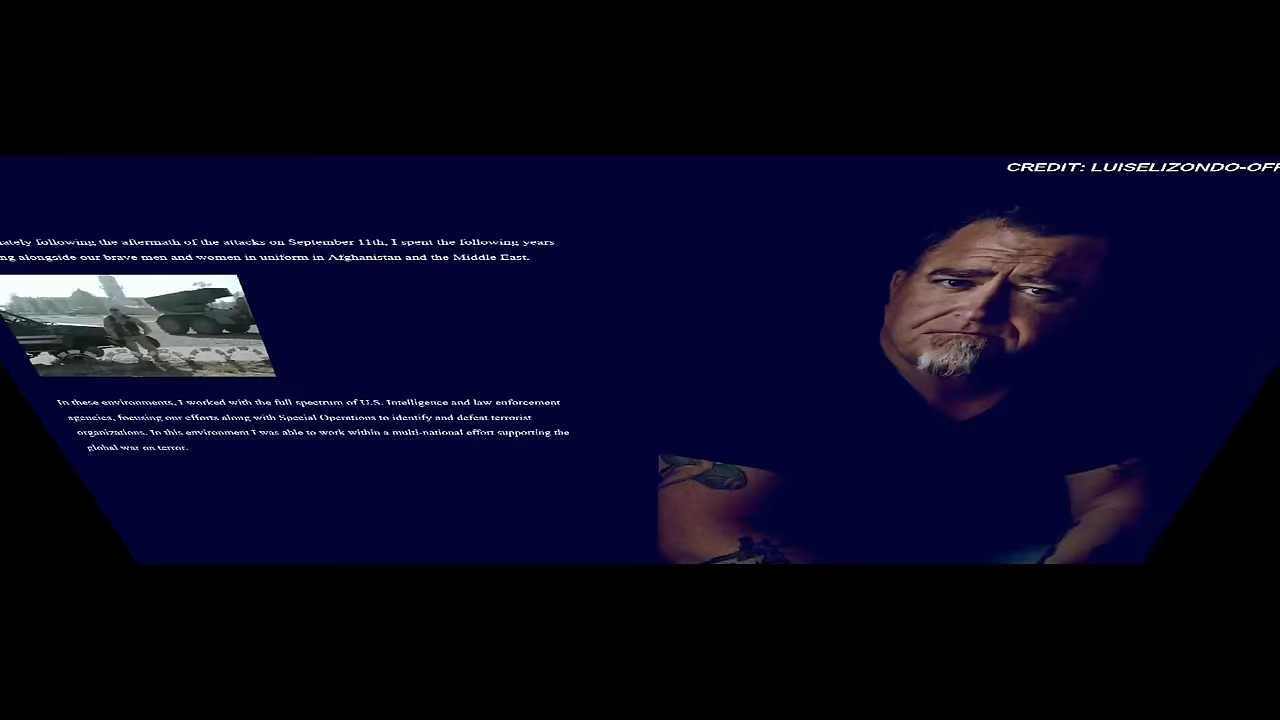 CREDIT: LUISELIZONDO-OFF
ately following the aftermath of the attacks on September 11th, I spent the following years
ng alongside our brave men and women in uniform in Afghanistan and the Middle East.
In these environments, I worked with the full spectrum of U.S. Intelligence and law enforcement
agencies, focusing our efforts along with Special Operations to identify and defeat terrorist
organizations. In this environment I was able to work within a multi-national effort supporting the
global war on terror.